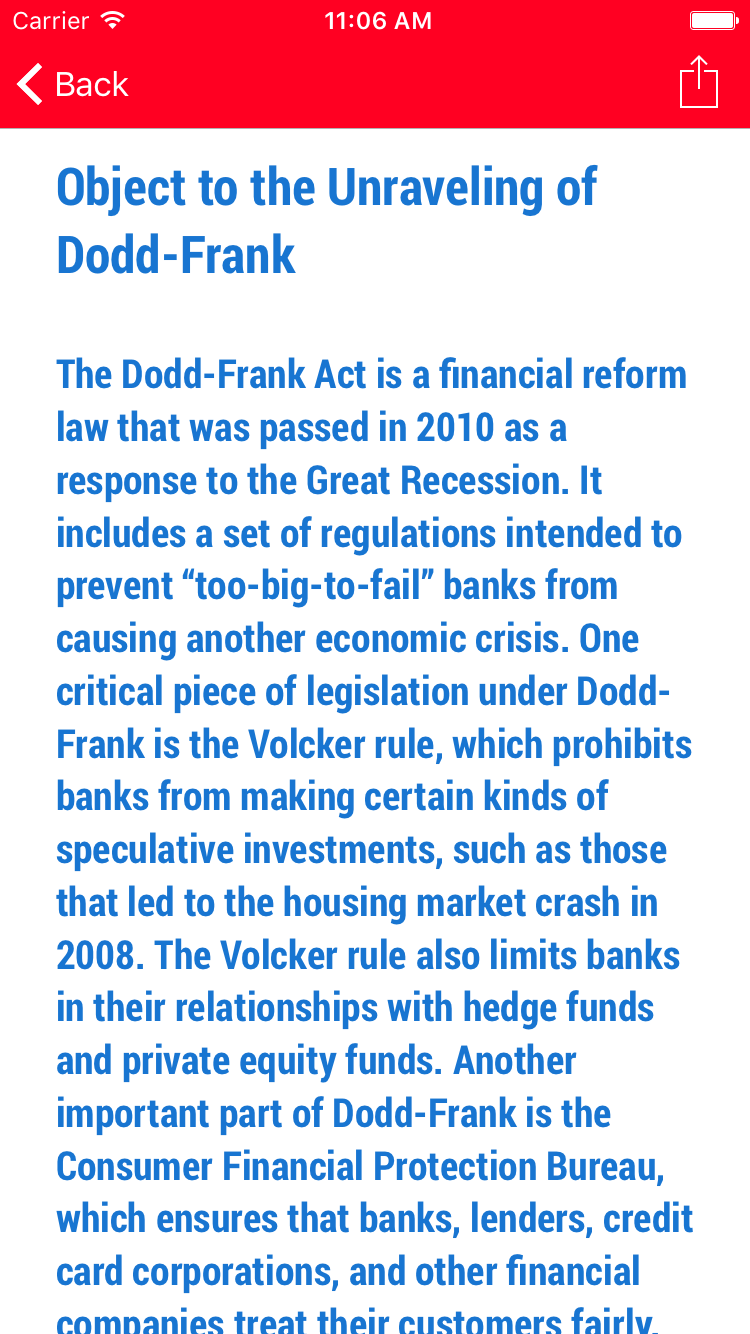 Carrier 11:06 AM
Back
Object to the Unraveling of
Dodd-Frank
The Dodd-Frank Act is a financial reform
law that was passed in 2010 as a
response to the Great Recession. It
includes a set of regulations intended to
prevent “too-big-to-fail” banks from
causing another economic crisis. One
critical piece of legislation under Dodd-
Frank is the Volcker rule, which prohibits
banks from making certain kinds of
speculative investments, such as those
that led to the housing market crash in
2008. The Volcker rule also limits banks
in their relationships with hedge funds
and private equity funds. Another
important part of Dodd-Frank is the
Consumer Financial Protection Bureau,
which ensures that banks, lenders, credit
card corporations, and other financial
companies treat their customers fairly.